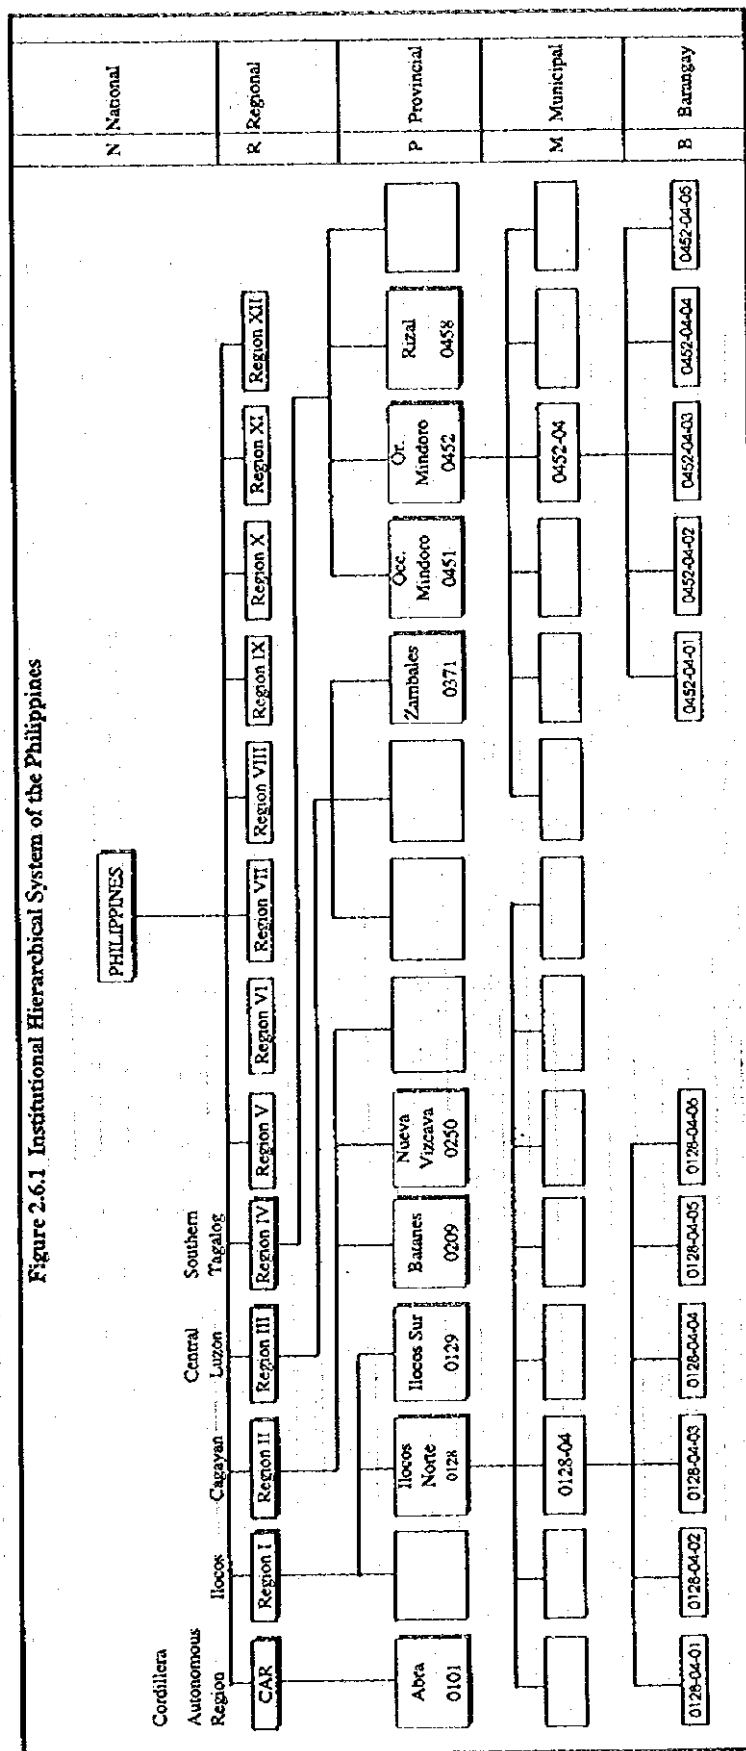 Figure 2.6.1 Institutional Hierarchical System of the Philippines
N National
PHILIPPINES
Cordillera
Autonomous
Region
Ilocos
Cagayan
Central
Luzon
Southern
Tagalog
R Regional
CAR
Region I
Region II
Region III
Region IV
Region V
Region VI
Region VII
Region VIII
Region IX
Region X
Region XI
Region XII
P Provincial
Abra
0101
Ilocos
Norte
0128
Ilocos Sur
0129
Batanes
0209
Nueva
Vizcava
0250
Zambales
0371
Occ.
Mindoro
0451
Or.
Mindoro
0452
Rizal
0458
M Municipal
0128-04
0452-04
B Barangay
0128-04-01
0128-04-02
0128-04-03
0128-04-04
0128-04-05
0128-04-06
0452-04-01
0452-04-02
0452-04-03
0452-04-04
0452-04-05